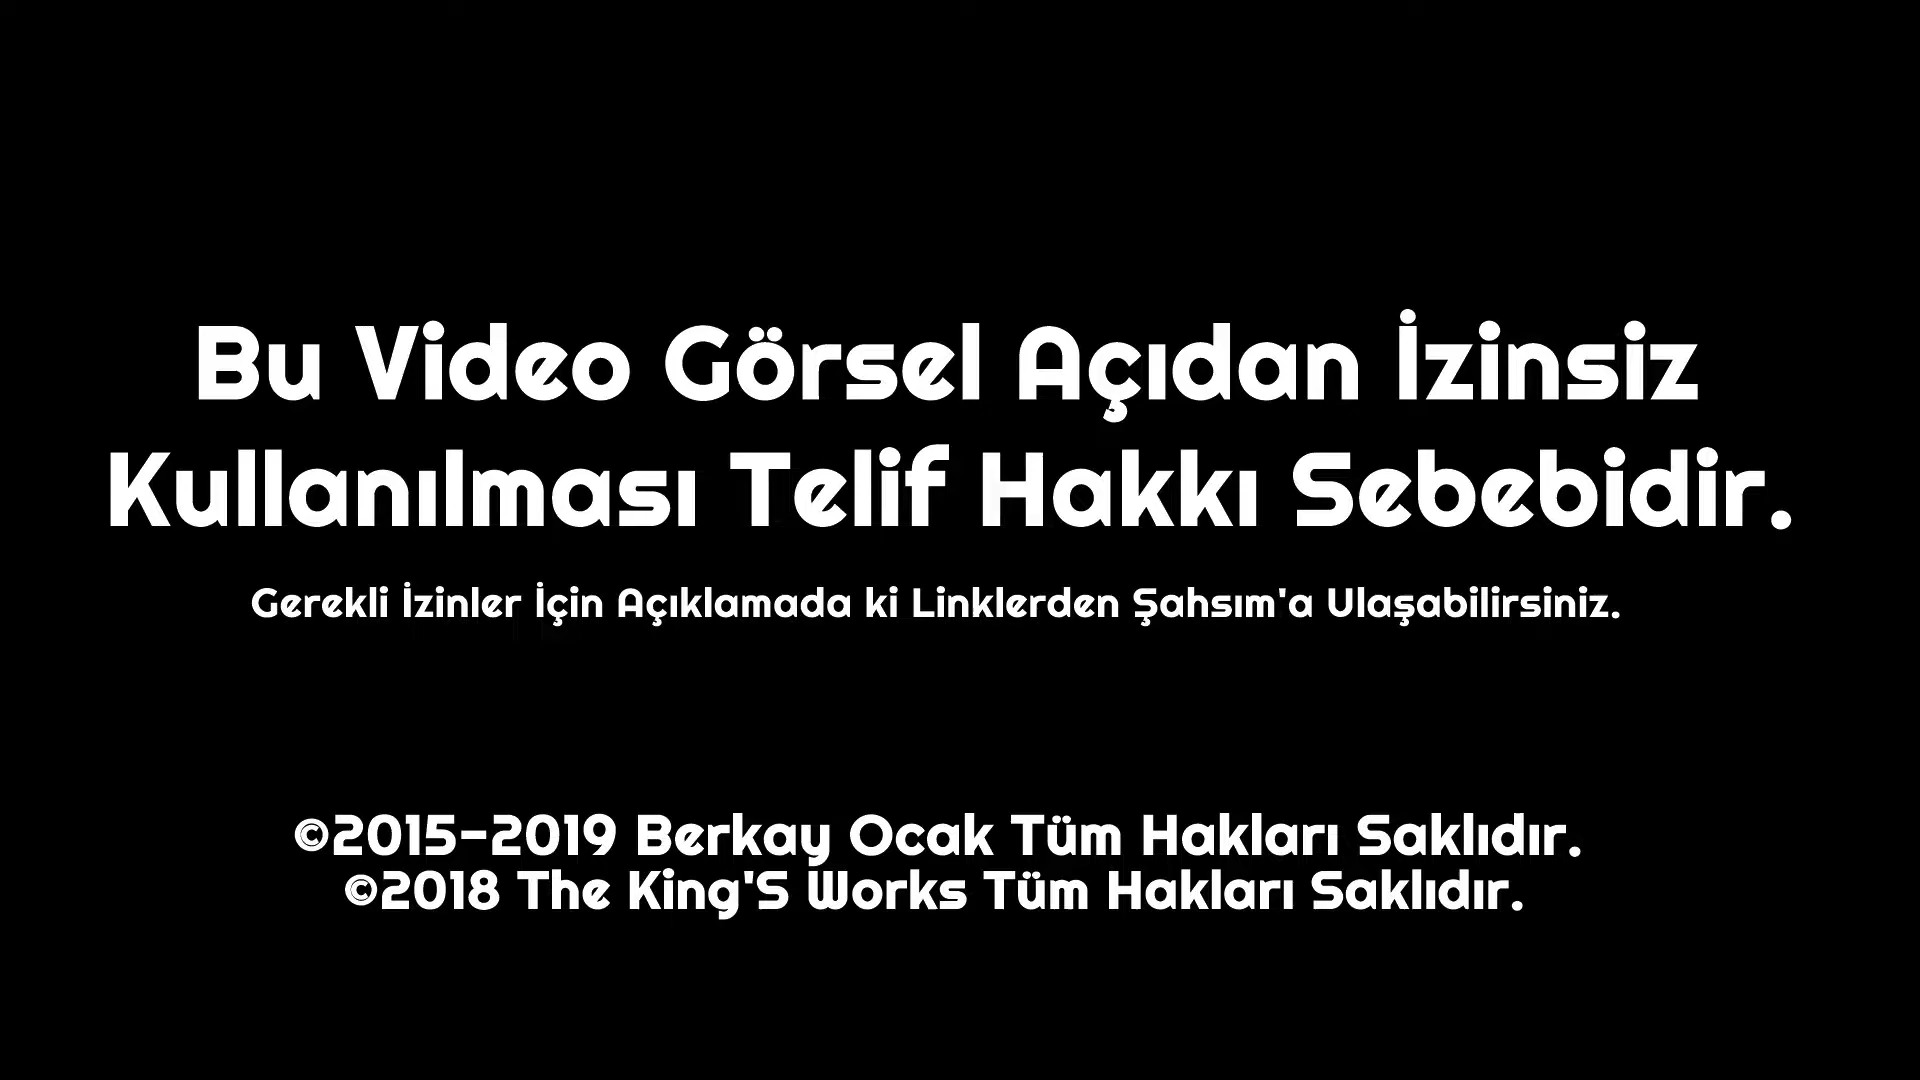 Bu Video Görsel Açıdan İzinsiz
Kullanılması Telif Hakkı Sebebidir.
Gerekli İzinler İçin Açıklamada ki Linklerden Şahsım'a Ulaşabilirsiniz.
©2015-2019 Berkay Ocak Tüm Hakları Saklıdır.
©2018 The King'S Works Tüm Hakları Saklıdır.